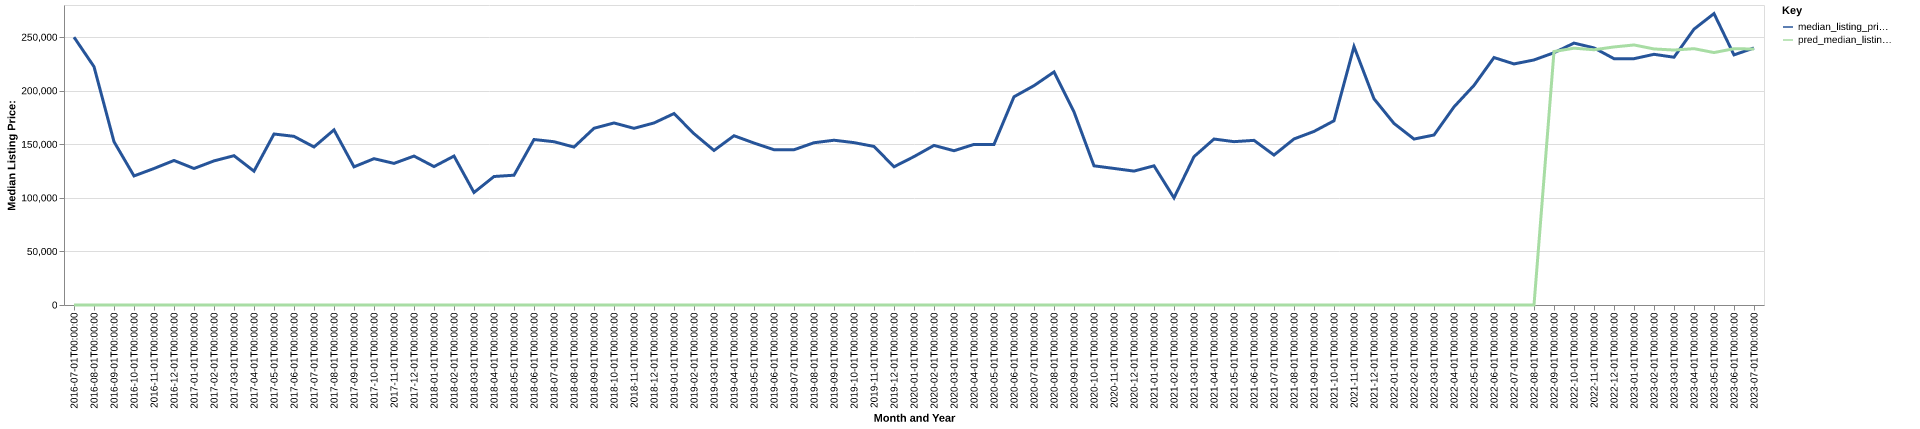 Key
median_listing_pri…
pred_median_listin…
Median Listing Price:
250,000
200,000
150,000
100,000
50,000
0
2016-07-01T00:00:00
2016-08-01T00:00:00
2016-09-01T00:00:00
2016-10-01T00:00:00
2016-11-01T00:00:00
2016-12-01T00:00:00
2017-01-01T00:00:00
2017-02-01T00:00:00
2017-03-01T00:00:00
2017-04-01T00:00:00
2017-05-01T00:00:00
2017-06-01T00:00:00
2017-07-01T00:00:00
2017-08-01T00:00:00
2017-09-01T00:00:00
2017-10-01T00:00:00
2017-11-01T00:00:00
2017-12-01T00:00:00
2018-01-01T00:00:00
2018-02-01T00:00:00
2018-03-01T00:00:00
2018-04-01T00:00:00
2018-05-01T00:00:00
2018-06-01T00:00:00
2018-07-01T00:00:00
2018-08-01T00:00:00
2018-09-01T00:00:00
2018-10-01T00:00:00
2018-11-01T00:00:00
2018-12-01T00:00:00
2019-01-01T00:00:00
2019-02-01T00:00:00
2019-03-01T00:00:00
2019-04-01T00:00:00
2019-05-01T00:00:00
2019-06-01T00:00:00
2019-07-01T00:00:00
2019-08-01T00:00:00
2019-09-01T00:00:00
2019-10-01T00:00:00
2019-11-01T00:00:00
2019-12-01T00:00:00
2020-01-01T00:00:00
2020-02-01T00:00:00
2020-03-01T00:00:00
2020-04-01T00:00:00
2020-05-01T00:00:00
2020-06-01T00:00:00
2020-07-01T00:00:00
2020-08-01T00:00:00
2020-09-01T00:00:00
2020-10-01T00:00:00
2020-11-01T00:00:00
2020-12-01T00:00:00
2021-01-01T00:00:00
2021-02-01T00:00:00
2021-03-01T00:00:00
2021-04-01T00:00:00
2021-05-01T00:00:00
2021-06-01T00:00:00
2021-07-01T00:00:00
2021-08-01T00:00:00
2021-09-01T00:00:00
2021-10-01T00:00:00
2021-11-01T00:00:00
2021-12-01T00:00:00
2022-01-01T00:00:00
2022-02-01T00:00:00
2022-03-01T00:00:00
2022-04-01T00:00:00
2022-05-01T00:00:00
2022-06-01T00:00:00
2022-07-01T00:00:00
2022-08-01T00:00:00
2022-09-01T00:00:00
2022-10-01T00:00:00
2022-11-01T00:00:00
2022-12-01T00:00:00
2023-01-01T00:00:00
2023-02-01T00:00:00
2023-03-01T00:00:00
2023-04-01T00:00:00
2023-05-01T00:00:00
2023-06-01T00:00:00
2023-07-01T00:00:00
Month and Year